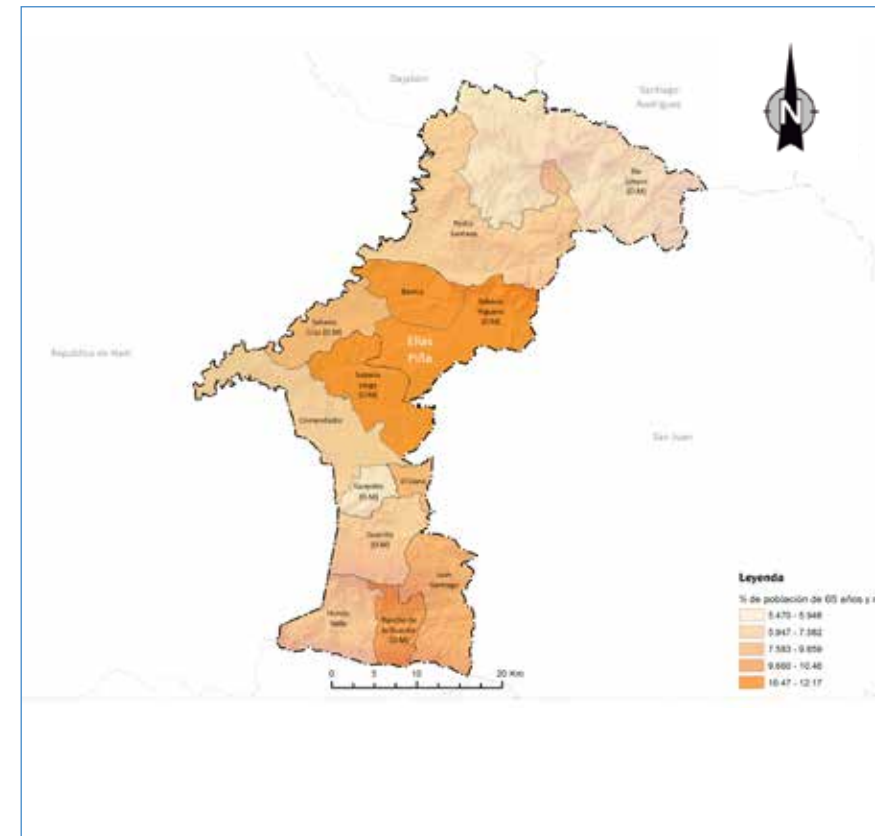 Dajabón
Santiago
Rodríguez
N
Río
Limpio
(D.M)
Pedro
Santana
Bánica
Sabana
Higüero
(D.M)
Sabana
Cruz (D.M)
Elías
Piña
República de Haití
Sabana
Larga
(D.M)
Comendador
San Juan
Guayabo
(D.M)
El Llano
Guanito
(D.M)
Juan
Santiago
Hondo
Valle
Rancho de
la Guardia
(D.M)
0 5 10 20 Km
Leyenda
% de población de 65 años y
5.470 - 5.946
5.947 - 7.582
7.583 - 9.659
9.660 - 10.46
10.47 - 12.17